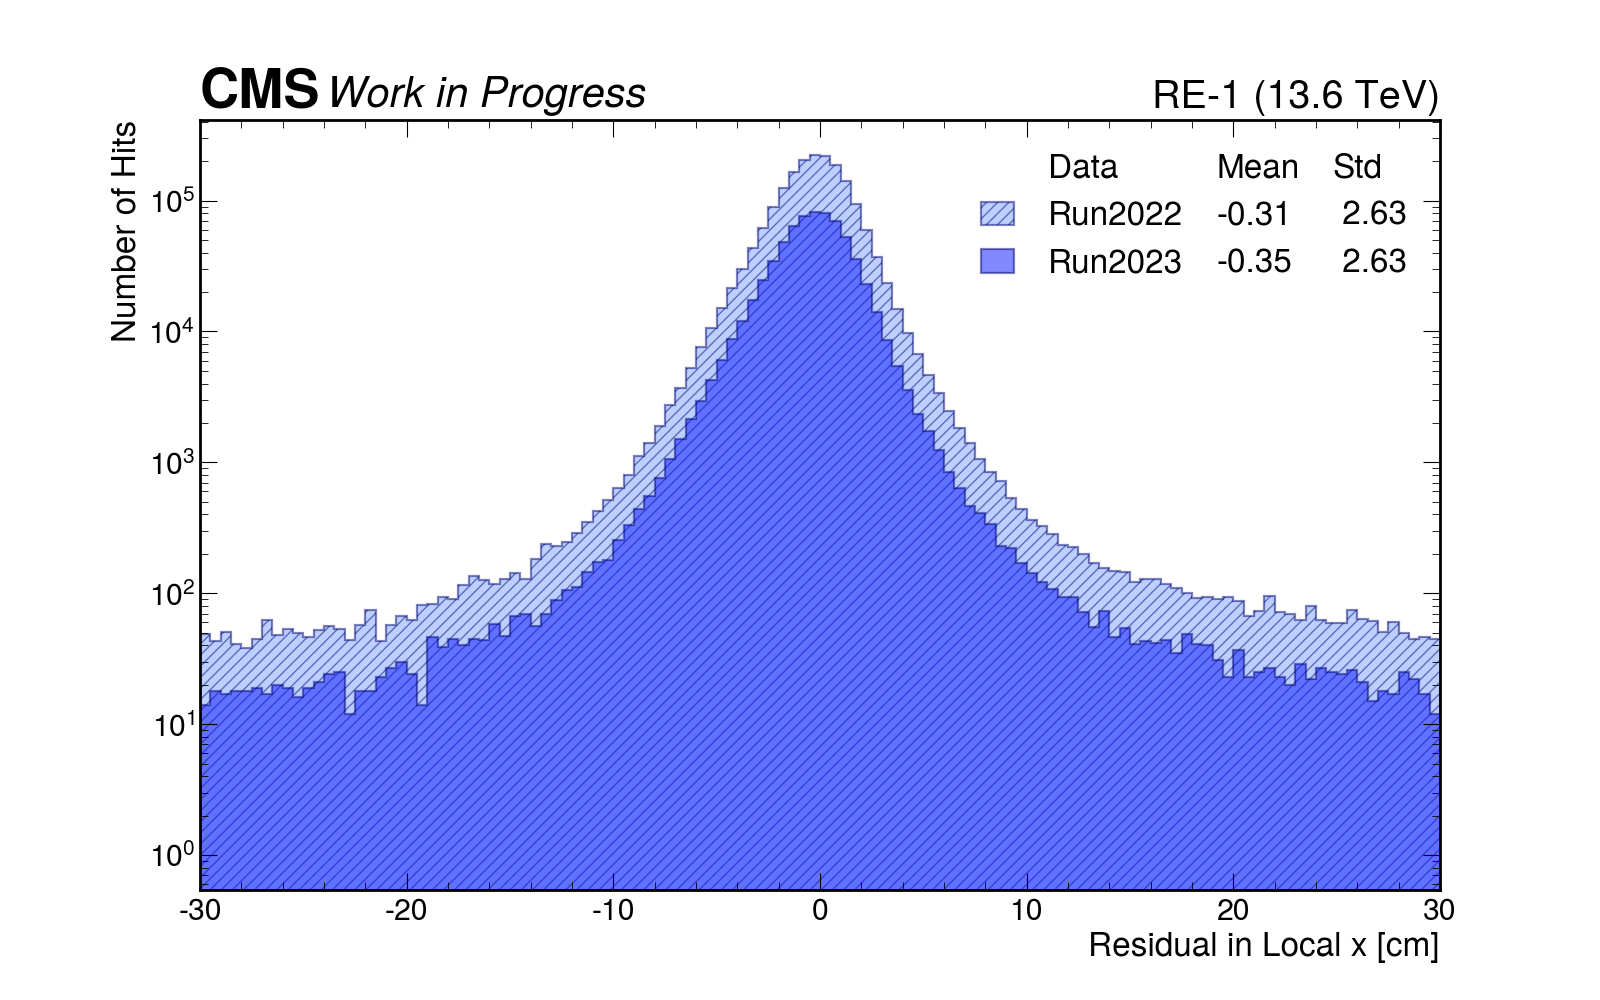 CMS Work in Progress RE-1 (13.6 TeV)
Number of Hits
Data Mean Std
Run2022 -0.31 2.63
Run2023 -0.35 2.63
10^5
10^4
10^3
10^2
10^1
10^0
-30 -20 -10 0 10 20 30
Residual in Local x [cm]